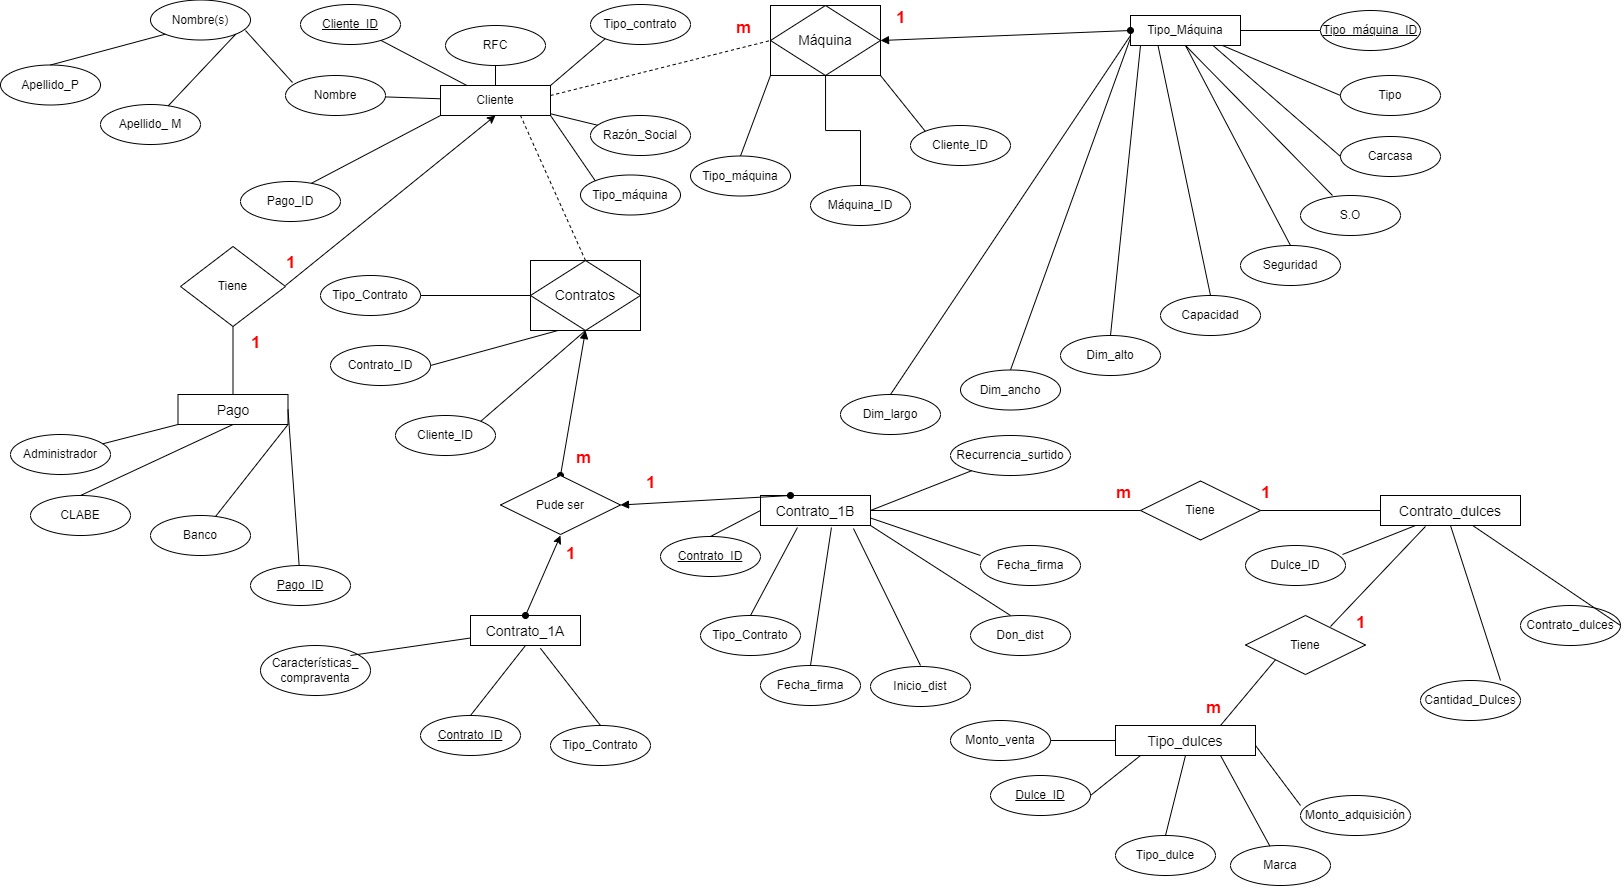 Nombre(s)
Cliente_ID
Tipo_contrato
m
1
Máquina
Tipo_Máquina
Tipo_máquina_ID
RFC
Apellido_P
Nombre
Cliente
Tipo
Apellido_ M
Razón_Social
Cliente_ID
Carcasa
Tipo_máquina
Tipo_máquina
Pago_ID
Máquina_ID
S.O
1
Seguridad
Tiene
Tipo_Contrato
Contratos
Capacidad
1
Contrato_ID
Dim_alto
Dim_ancho
Pago
Dim_largo
Cliente_ID
Administrador
m
Recurrencia_surtido
1
m
1
CLABE
Pude ser
Contrato_1B
Tiene
Contrato_dulces
Banco
1
Contrato_ID
Fecha_firma
Dulce_ID
Pago_ID
Contrato_1A
Tipo_Contrato
Don_dist
1
Contrato_dulces
Tiene
Características_
compraventa
Fecha_firma
Inicio_dist
Cantidad_Dulces
m
Contrato_ID
Tipo_Contrato
Monto_venta
Tipo_dulces
Dulce_ID
Monto_adquisición
Tipo_dulce
Marca